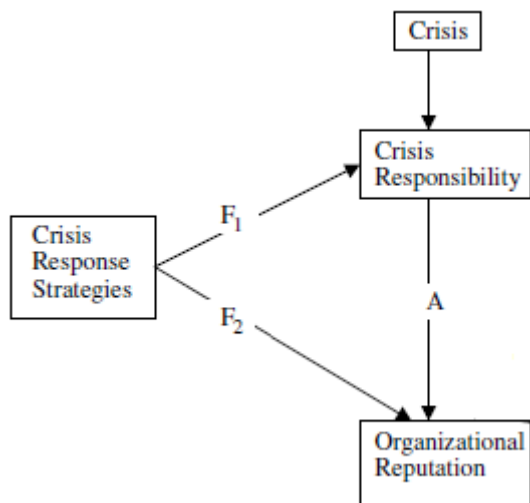 Crisis
Crisis
Responsibility
F1
Crisis
Response
Strategies
F2
A
Organizational
Reputation